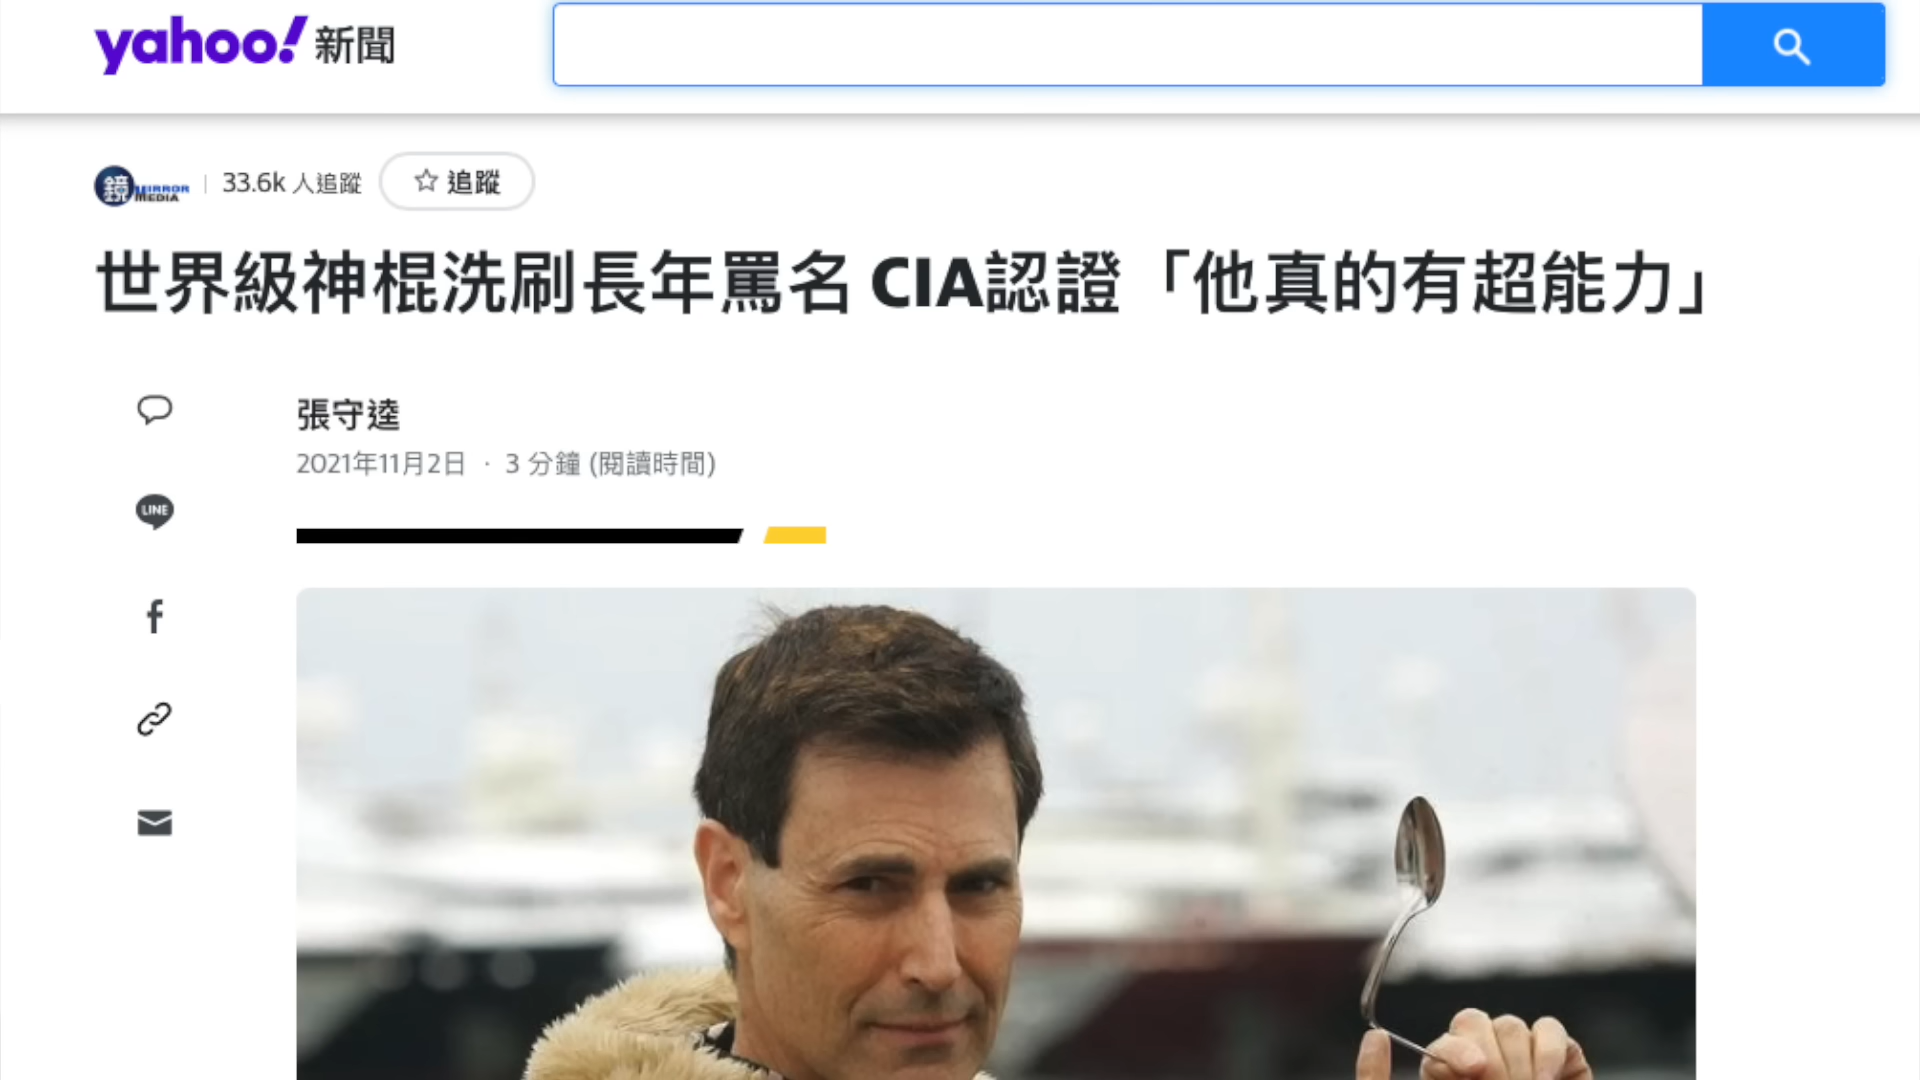 yahoo! 新聞
鏡 MIRROR MEDIA 33.6k 人追蹤 追蹤
世界級神棍洗刷長年罵名 CIA認證「他真的有超能力」
張守逵
2021年11月2日 · 3 分鐘 (閱讀時間)
LINE